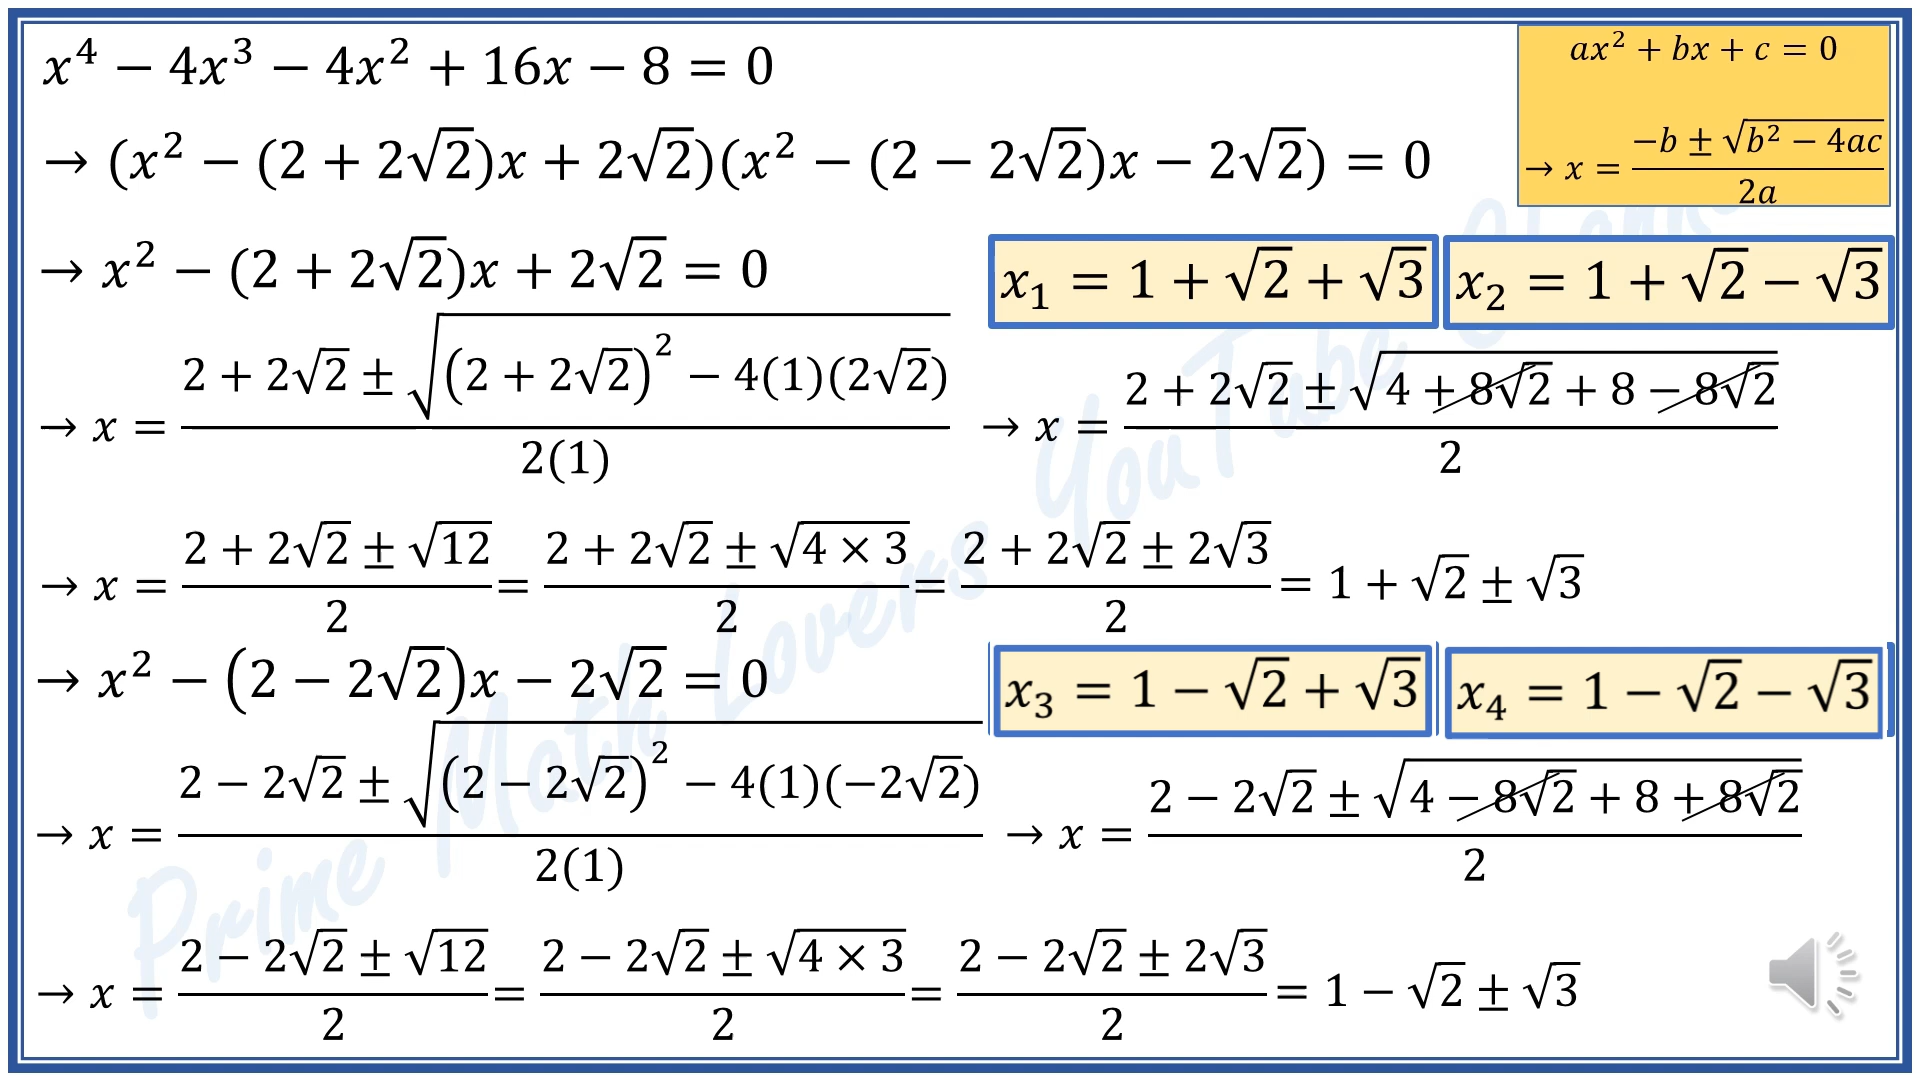 x⁴ − 4x³ − 4x² + 16x − 8 = 0
ax² + bx + c = 0
→ x = (−b ± √(b² − 4ac)) / 2a
→ (x² − (2 + 2√2)x + 2√2)(x² − (2 − 2√2)x − 2√2) = 0
→ x² − (2 + 2√2)x + 2√2 = 0
x₁ = 1 + √2 + √3
x₂ = 1 + √2 − √3
→ x = (2 + 2√2 ± √((2 + 2√2)² − 4(1)(2√2))) / 2(1)
→ x = (2 + 2√2 ± √(4 + 8√2 + 8 − 8√2)) / 2
→ x = (2 + 2√2 ± √12) / 2 = (2 + 2√2 ± √(4 × 3)) / 2 = (2 + 2√2 ± 2√3) / 2 = 1 + √2 ± √3
→ x² − (2 − 2√2)x − 2√2 = 0
x₃ = 1 − √2 + √3
x₄ = 1 − √2 − √3
→ x = (2 − 2√2 ± √((2 − 2√2)² − 4(1)(−2√2))) / 2(1)
→ x = (2 − 2√2 ± √(4 − 8√2 + 8 + 8√2)) / 2
→ x = (2 − 2√2 ± √12) / 2 = (2 − 2√2 ± √(4 × 3)) / 2 = (2 − 2√2 ± 2√3) / 2 = 1 − √2 ± √3
Prime Math Lovers YouTube